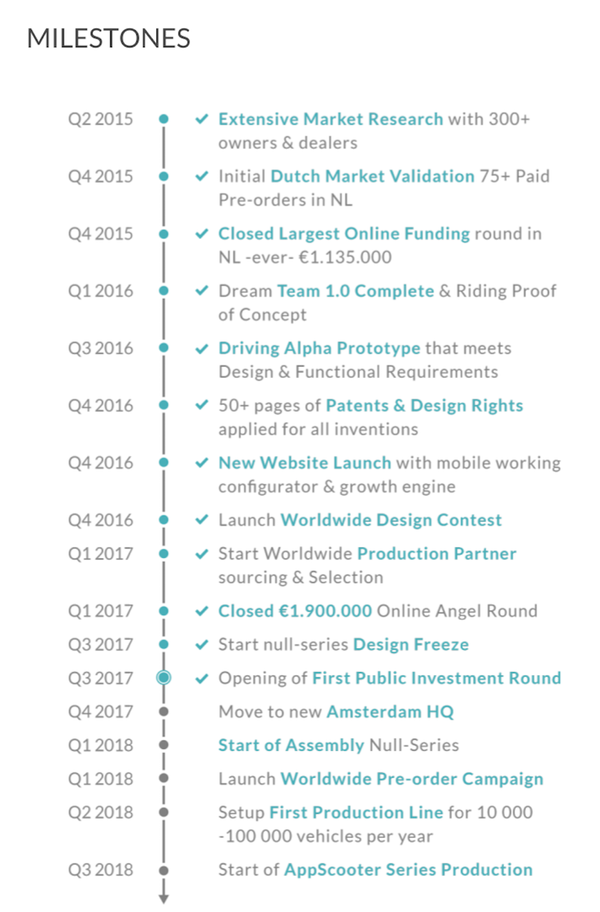 MILESTONES
Q2 2015 Extensive Market Research with 300+
owners & dealers
Q4 2015 Initial Dutch Market Validation 75+ Paid
Pre-orders in NL
Q4 2015 Closed Largest Online Funding round in
NL -ever- €1.135.000
Q1 2016 Dream Team 1.0 Complete & Riding Proof
of Concept
Q3 2016 Driving Alpha Prototype that meets
Design & Functional Requirements
Q4 2016 50+ pages of Patents & Design Rights
applied for all inventions
Q4 2016 New Website Launch with mobile working
configurator & growth engine
Q4 2016 Launch Worldwide Design Contest
Q1 2017 Start Worldwide Production Partner
sourcing & Selection
Q1 2017 Closed €1.900.000 Online Angel Round
Q3 2017 Start null-series Design Freeze
Q3 2017 Opening of First Public Investment Round
Q4 2017 Move to new Amsterdam HQ
Q1 2018 Start of Assembly Null-Series
Q1 2018 Launch Worldwide Pre-order Campaign
Q2 2018 Setup First Production Line for 10 000
-100 000 vehicles per year
Q3 2018 Start of AppScooter Series Production